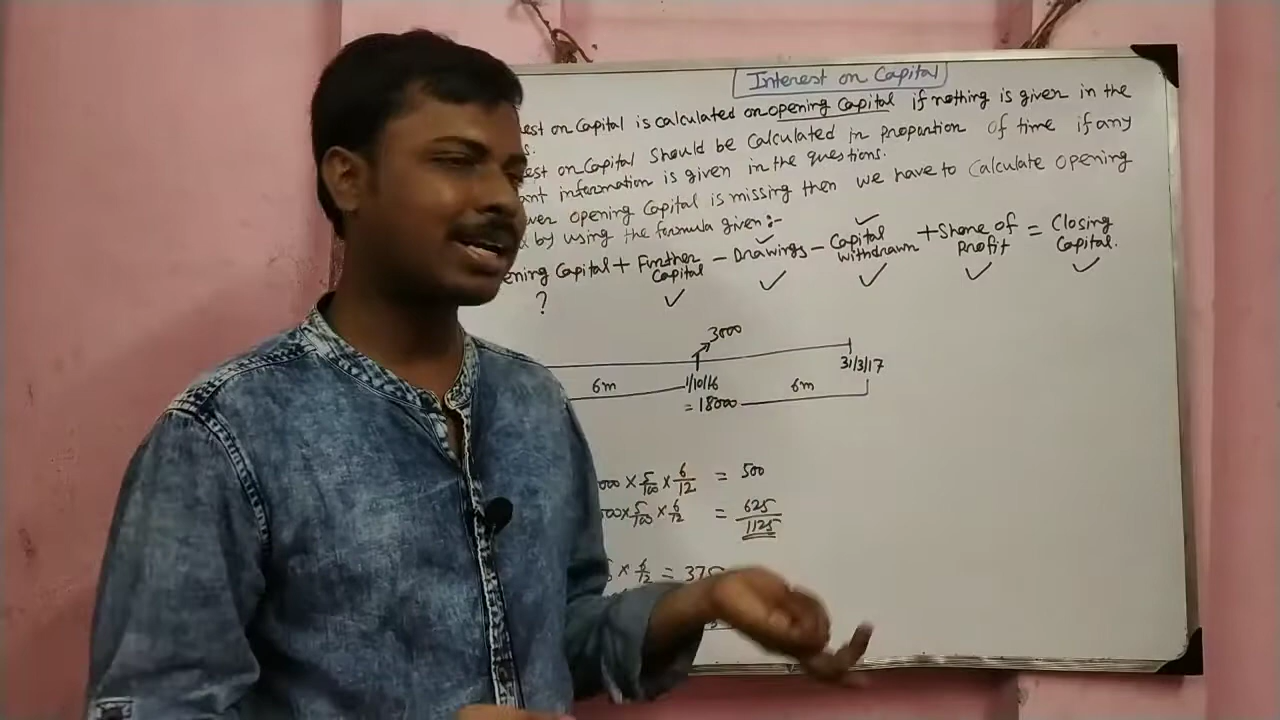 Interest on Capital
est on Capital is calculated on opening Capital if nothing is given in the
s.
est on Capital should be calculated in proportion of time if any
ant information is given in the questions.
ver opening Capital is missing then we have to calculate opening
by using the formula given:-
ening Capital + Further Capital - Drawings - Capital withdrawn + Share of Profit = Closing Capital.
?
3000
31/3/17
6m 1/10/16 6m
= 18000
000 × 5/100 × 6/12 = 500
000 × 5/100 × 6/12 = 625
1125
× 6/12 = 375